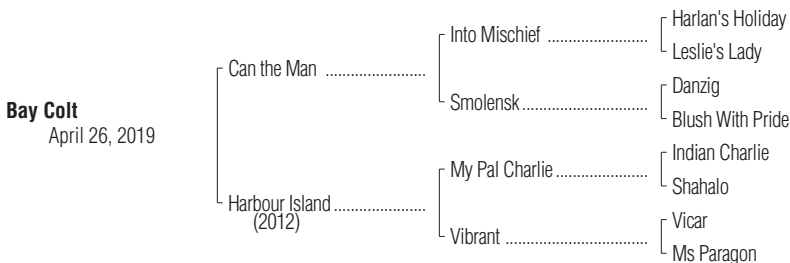 Harlan's Holiday
Into Mischief ........................
Leslie's Lady
Can the Man ........................
Danzig
Smolensk ..............................
Blush With Pride
Bay Colt
April 26, 2019
Indian Charlie
My Pal Charlie ......................
Shahalo
Harbour Island ......................
(2012)
Vicar
Vibrant ..................................
Ms Paragon